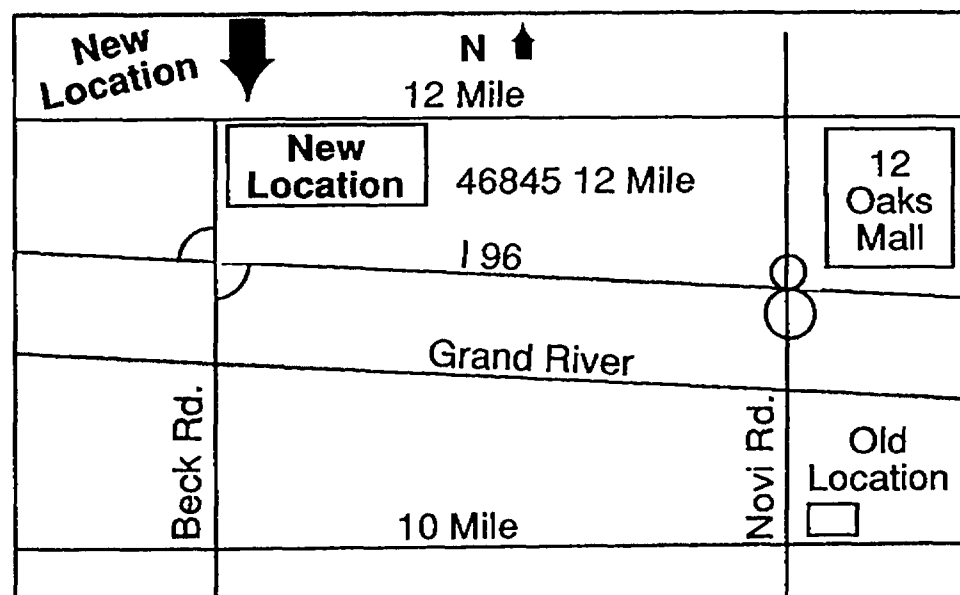 New
Location
N
12 Mile
New
Location
46845 12 Mile
12
Oaks
Mall
I 96
Grand River
Beck Rd.
Novi Rd.
Old
Location
10 Mile